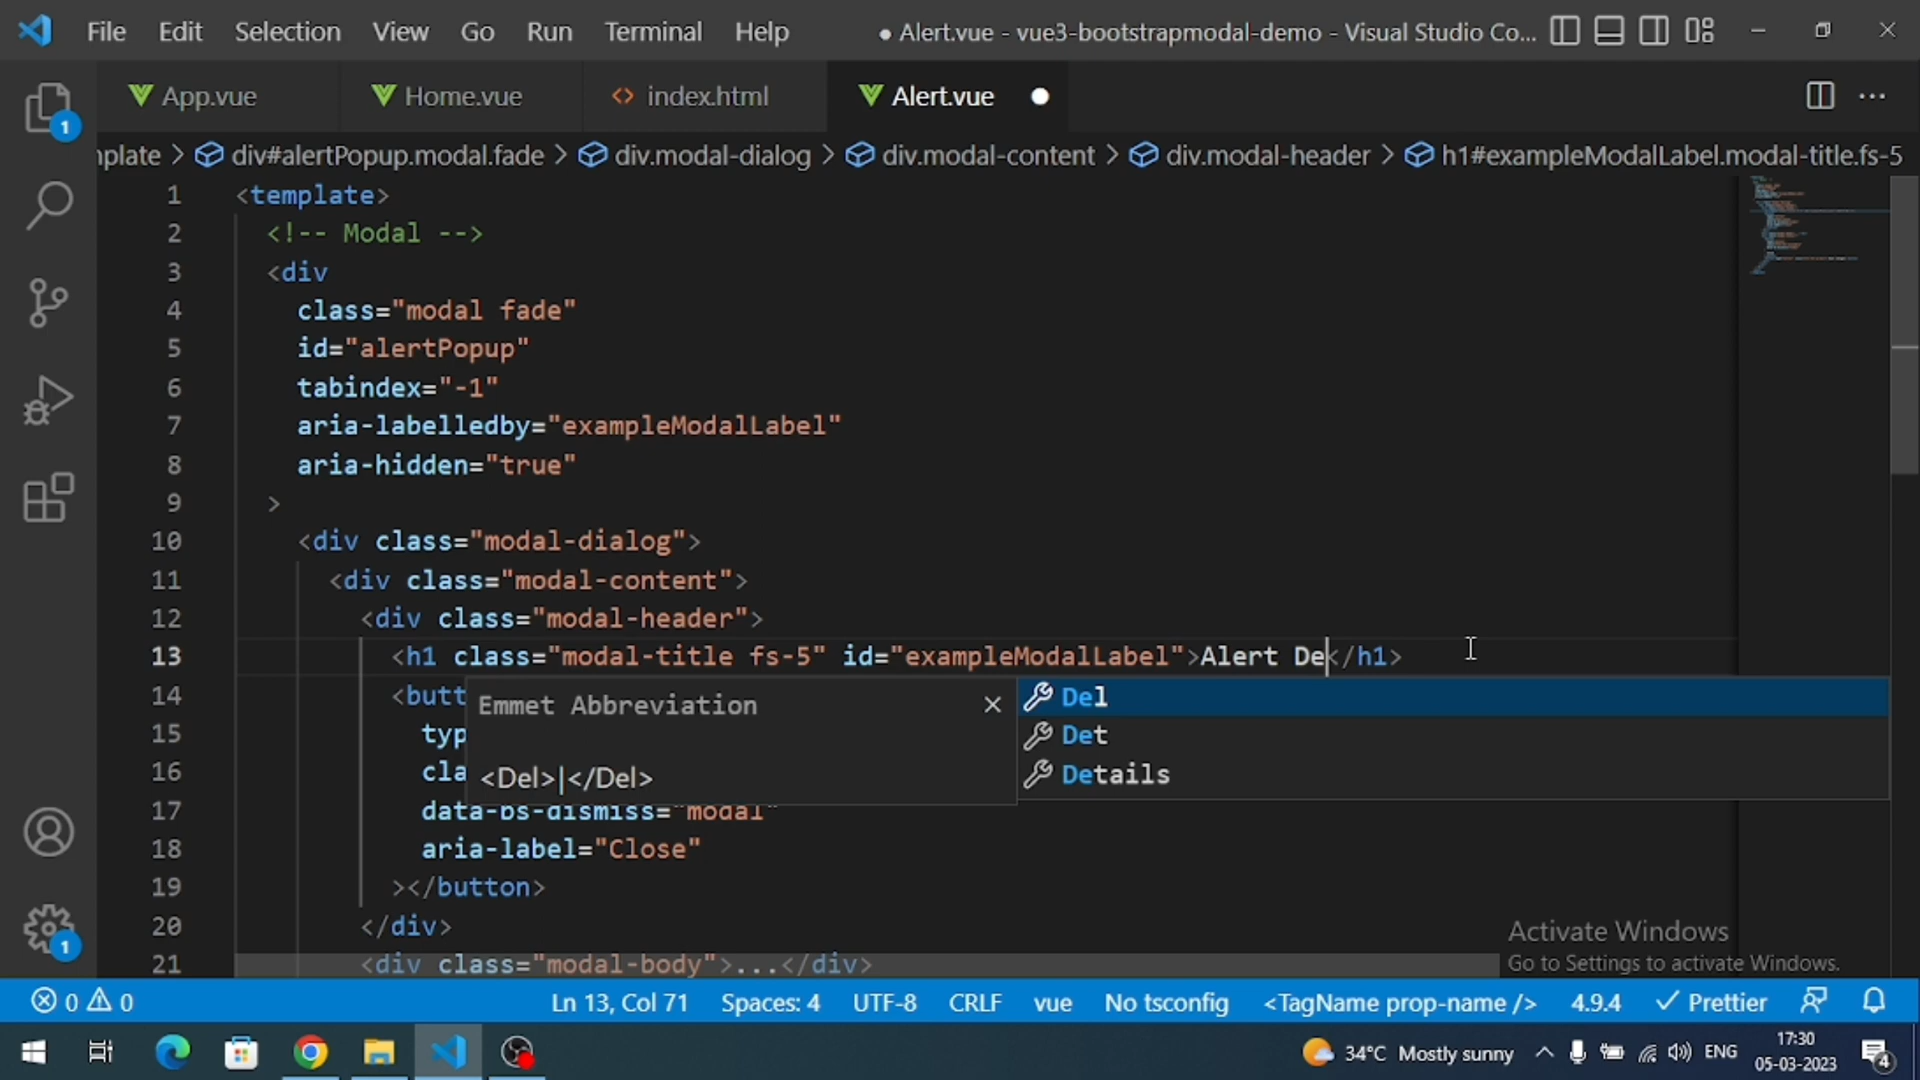 File Edit Selection View Go Run Terminal Help ● Alert.vue - vue3-bootstrapmodal-demo - Visual Studio Co...
App.vue Home.vue <> index.html Alert.vue ●
1
nplate > div#alertPopup.modal.fade > div.modal-dialog > div.modal-content > div.modal-header > h1#exampleModalLabel.modal-title.fs-5
1 <template>
2 <!-- Modal -->
3 <div
4 class="modal fade"
5 id="alertPopup"
6 tabindex="-1"
7 aria-labelledby="exampleModalLabel"
8 aria-hidden="true"
9 >
10 <div class="modal-dialog">
11 <div class="modal-content">
12 <div class="modal-header">
13 <h1 class="modal-title fs-5" id="exampleModalLabel">Alert De</h1>
14 <butt
Emmet Abbreviation ×
<Del>|</Del>
Del
Det
Details
15 typ
16 cla
17 data-bs-dismiss="modal"
18 aria-label="Close"
19 ></button>
20 </div>
21 <div class="modal-body">...</div>
1
Activate Windows
Go to Settings to activate Windows.
0 0 Ln 13, Col 71 Spaces: 4 UTF-8 CRLF vue No tsconfig <TagName prop-name /> 4.9.4 Prettier
34°C Mostly sunny ENG 17:30
05-03-2023 4